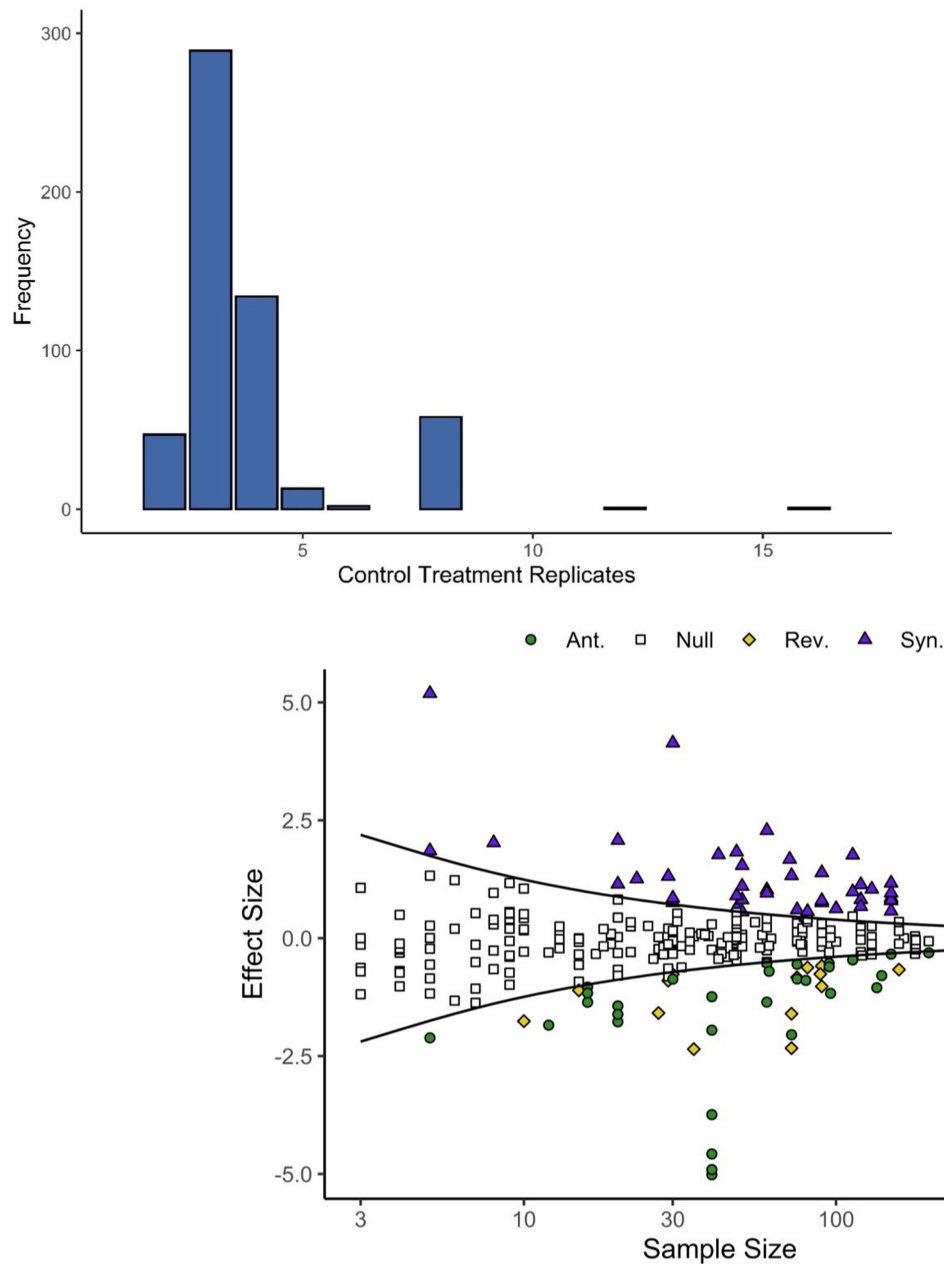 300
200
100
0
Frequency
5 10 15
Control Treatment Replicates
Ant. Null Rev. Syn.
5.0
2.5
0.0
-2.5
-5.0
Effect Size
3 10 30 100
Sample Size